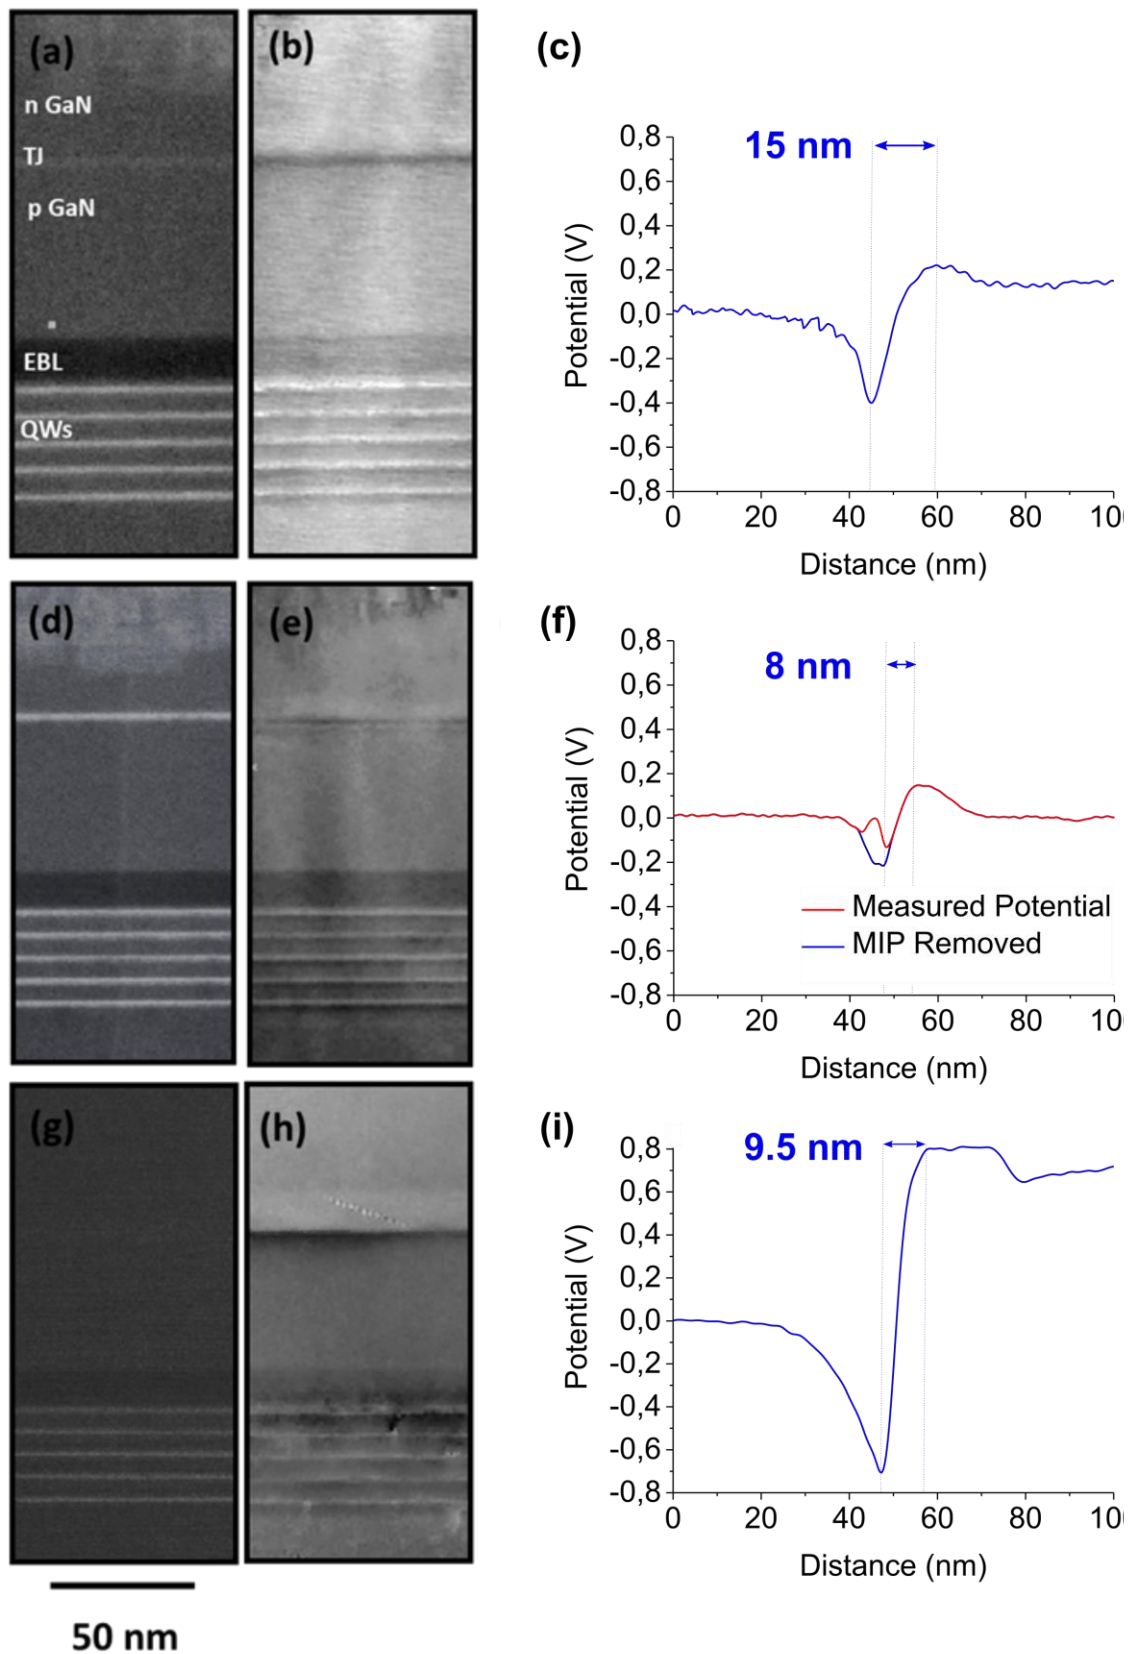 (a)
n GaN
TJ
p GaN
EBL
QWs
(b)
(c)
15 nm
0,8
0,6
0,4
0,2
0,0
-0,2
-0,4
-0,6
-0,8
Potential (V)
0 20 40 60 80 10
Distance (nm)
(d)
(e)
(f)
8 nm
0,8
0,6
0,4
0,2
0,0
-0,2
-0,4
-0,6
-0,8
Potential (V)
Measured Potential
MIP Removed
0 20 40 60 80 10
Distance (nm)
(g)
(h)
(i)
9.5 nm
0,8
0,6
0,4
0,2
0,0
-0,2
-0,4
-0,6
-0,8
Potential (V)
0 20 40 60 80 10
Distance (nm)
50 nm